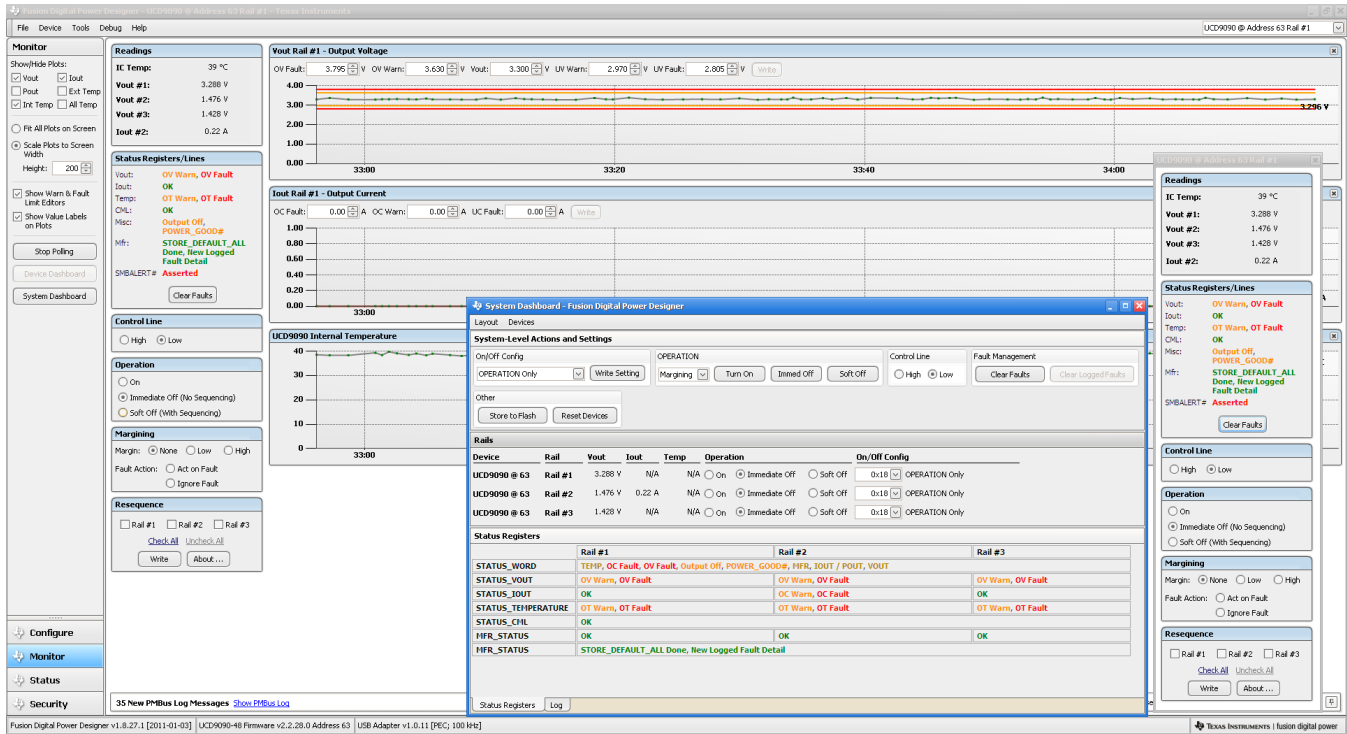 Fusion Digital Power Designer - UCD9090 @ Address 63 Rail #1 - Texas Instruments
File Device Tools Debug Help
UCD9090 @ Address 63 Rail #1
Monitor
Show/Hide Plots:
Vout Iout
Pout Ext Temp
Int Temp All Temp
Fit All Plots on Screen
Scale Plots to Screen
Width
Height: 200
Show Warn & Fault
Limit Editors
Show Value Labels
on Plots
Stop Polling
Device Dashboard
System Dashboard
Configure
Monitor
Status
Security
Readings
IC Temp: 39 °C
Vout #1: 3.288 V
Vout #2: 1.476 V
Vout #3: 1.428 V
Iout #2: 0.22 A
Status Registers/Lines
Vout: OV Warn, OV Fault
Iout: OK
Temp: OT Warn, OT Fault
CML: OK
Misc: Output Off,
POWER_GOOD#
Mfr: STORE_DEFAULT_ALL
Done, New Logged
Fault Detail
SMBALERT# Asserted
Clear Faults
Control Line
High Low
Operation
On
Immediate Off (No Sequencing)
Soft Off (With Sequencing)
Margining
Margin: None Low High
Fault Action: Act on Fault
Ignore Fault
Resequence
Rail #1 Rail #2 Rail #3
Check All Uncheck All
Write About ...
Vout Rail #1 - Output Voltage
OV Fault: 3.795 V OV Warn: 3.630 V Vout: 3.300 V UV Warn: 2.970 V UV Fault: 2.805 V Write
4.00
3.00
2.00
1.00
0.00
3.296 V
33:00 33:20 33:40 34:00
Iout Rail #1 - Output Current
OC Fault: 0.00 A OC Warn: 0.00 A UC Fault: 0.00 A Write
1.00
0.80
0.60
0.40
0.20
0.00
33:00
A
UCD9090 Internal Temperature
40
30
20
10
0
33:00
System Dashboard - Fusion Digital Power Designer
Layout Devices
System-Level Actions and Settings
On/Off Config OPERATION Control Line Fault Management
OPERATION Only Write Setting Margining Turn On Immed Off Soft Off High Low Clear Faults Clear Logged Faults
Other
Store to Flash Reset Devices
Rails
Device Rail Vout Iout Temp Operation On/Off Config
UCD9090 @ 63 Rail #1 3.288 V N/A N/A On Immediate Off Soft Off 0x18 OPERATION Only
UCD9090 @ 63 Rail #2 1.476 V 0.22 A N/A On Immediate Off Soft Off 0x18 OPERATION Only
UCD9090 @ 63 Rail #3 1.428 V N/A N/A On Immediate Off Soft Off 0x18 OPERATION Only
Status Registers
Rail #1 Rail #2 Rail #3
STATUS_WORD TEMP, OC Fault, OV Fault, Output Off, POWER_GOOD#, MFR, IOUT / POUT, VOUT
STATUS_VOUT OV Warn, OV Fault OV Warn, OV Fault OV Warn, OV Fault
STATUS_IOUT OK OC Warn, OC Fault OK
STATUS_TEMPERATURE OT Warn, OT Fault OT Warn, OT Fault OT Warn, OT Fault
STATUS_CML OK
MFR_STATUS OK OK OK
MFR_STATUS STORE_DEFAULT_ALL Done, New Logged Fault Detail
Status Registers Log
UCD9090 @ Address 63 Rail #1
Readings
IC Temp: 39 °C
Vout #1: 3.288 V
Vout #2: 1.476 V
Vout #3: 1.428 V
Iout #2: 0.22 A
Status Registers/Lines
Vout: OV Warn, OV Fault
Iout: OK
Temp: OT Warn, OT Fault
CML: OK
Misc: Output Off,
POWER_GOOD#
Mfr: STORE_DEFAULT_ALL
Done, New Logged
Fault Detail
SMBALERT# Asserted
Clear Faults
Control Line
High Low
Operation
On
Immediate Off (No Sequencing)
Soft Off (With Sequencing)
Margining
Margin: None Low High
Fault Action: Act on Fault
Ignore Fault
Resequence
Rail #1 Rail #2 Rail #3
Check All Uncheck All
Write About ...
35 New PMBus Log Messages Show PMBus Log
Fusion Digital Power Designer v1.8.27.1 [2011-01-03] UCD9090-48 Firmware v2.2.28.0 Address 63 USB Adapter v1.0.11 [PEC; 100 kHz] TEXAS INSTRUMENTS | fusion digital power